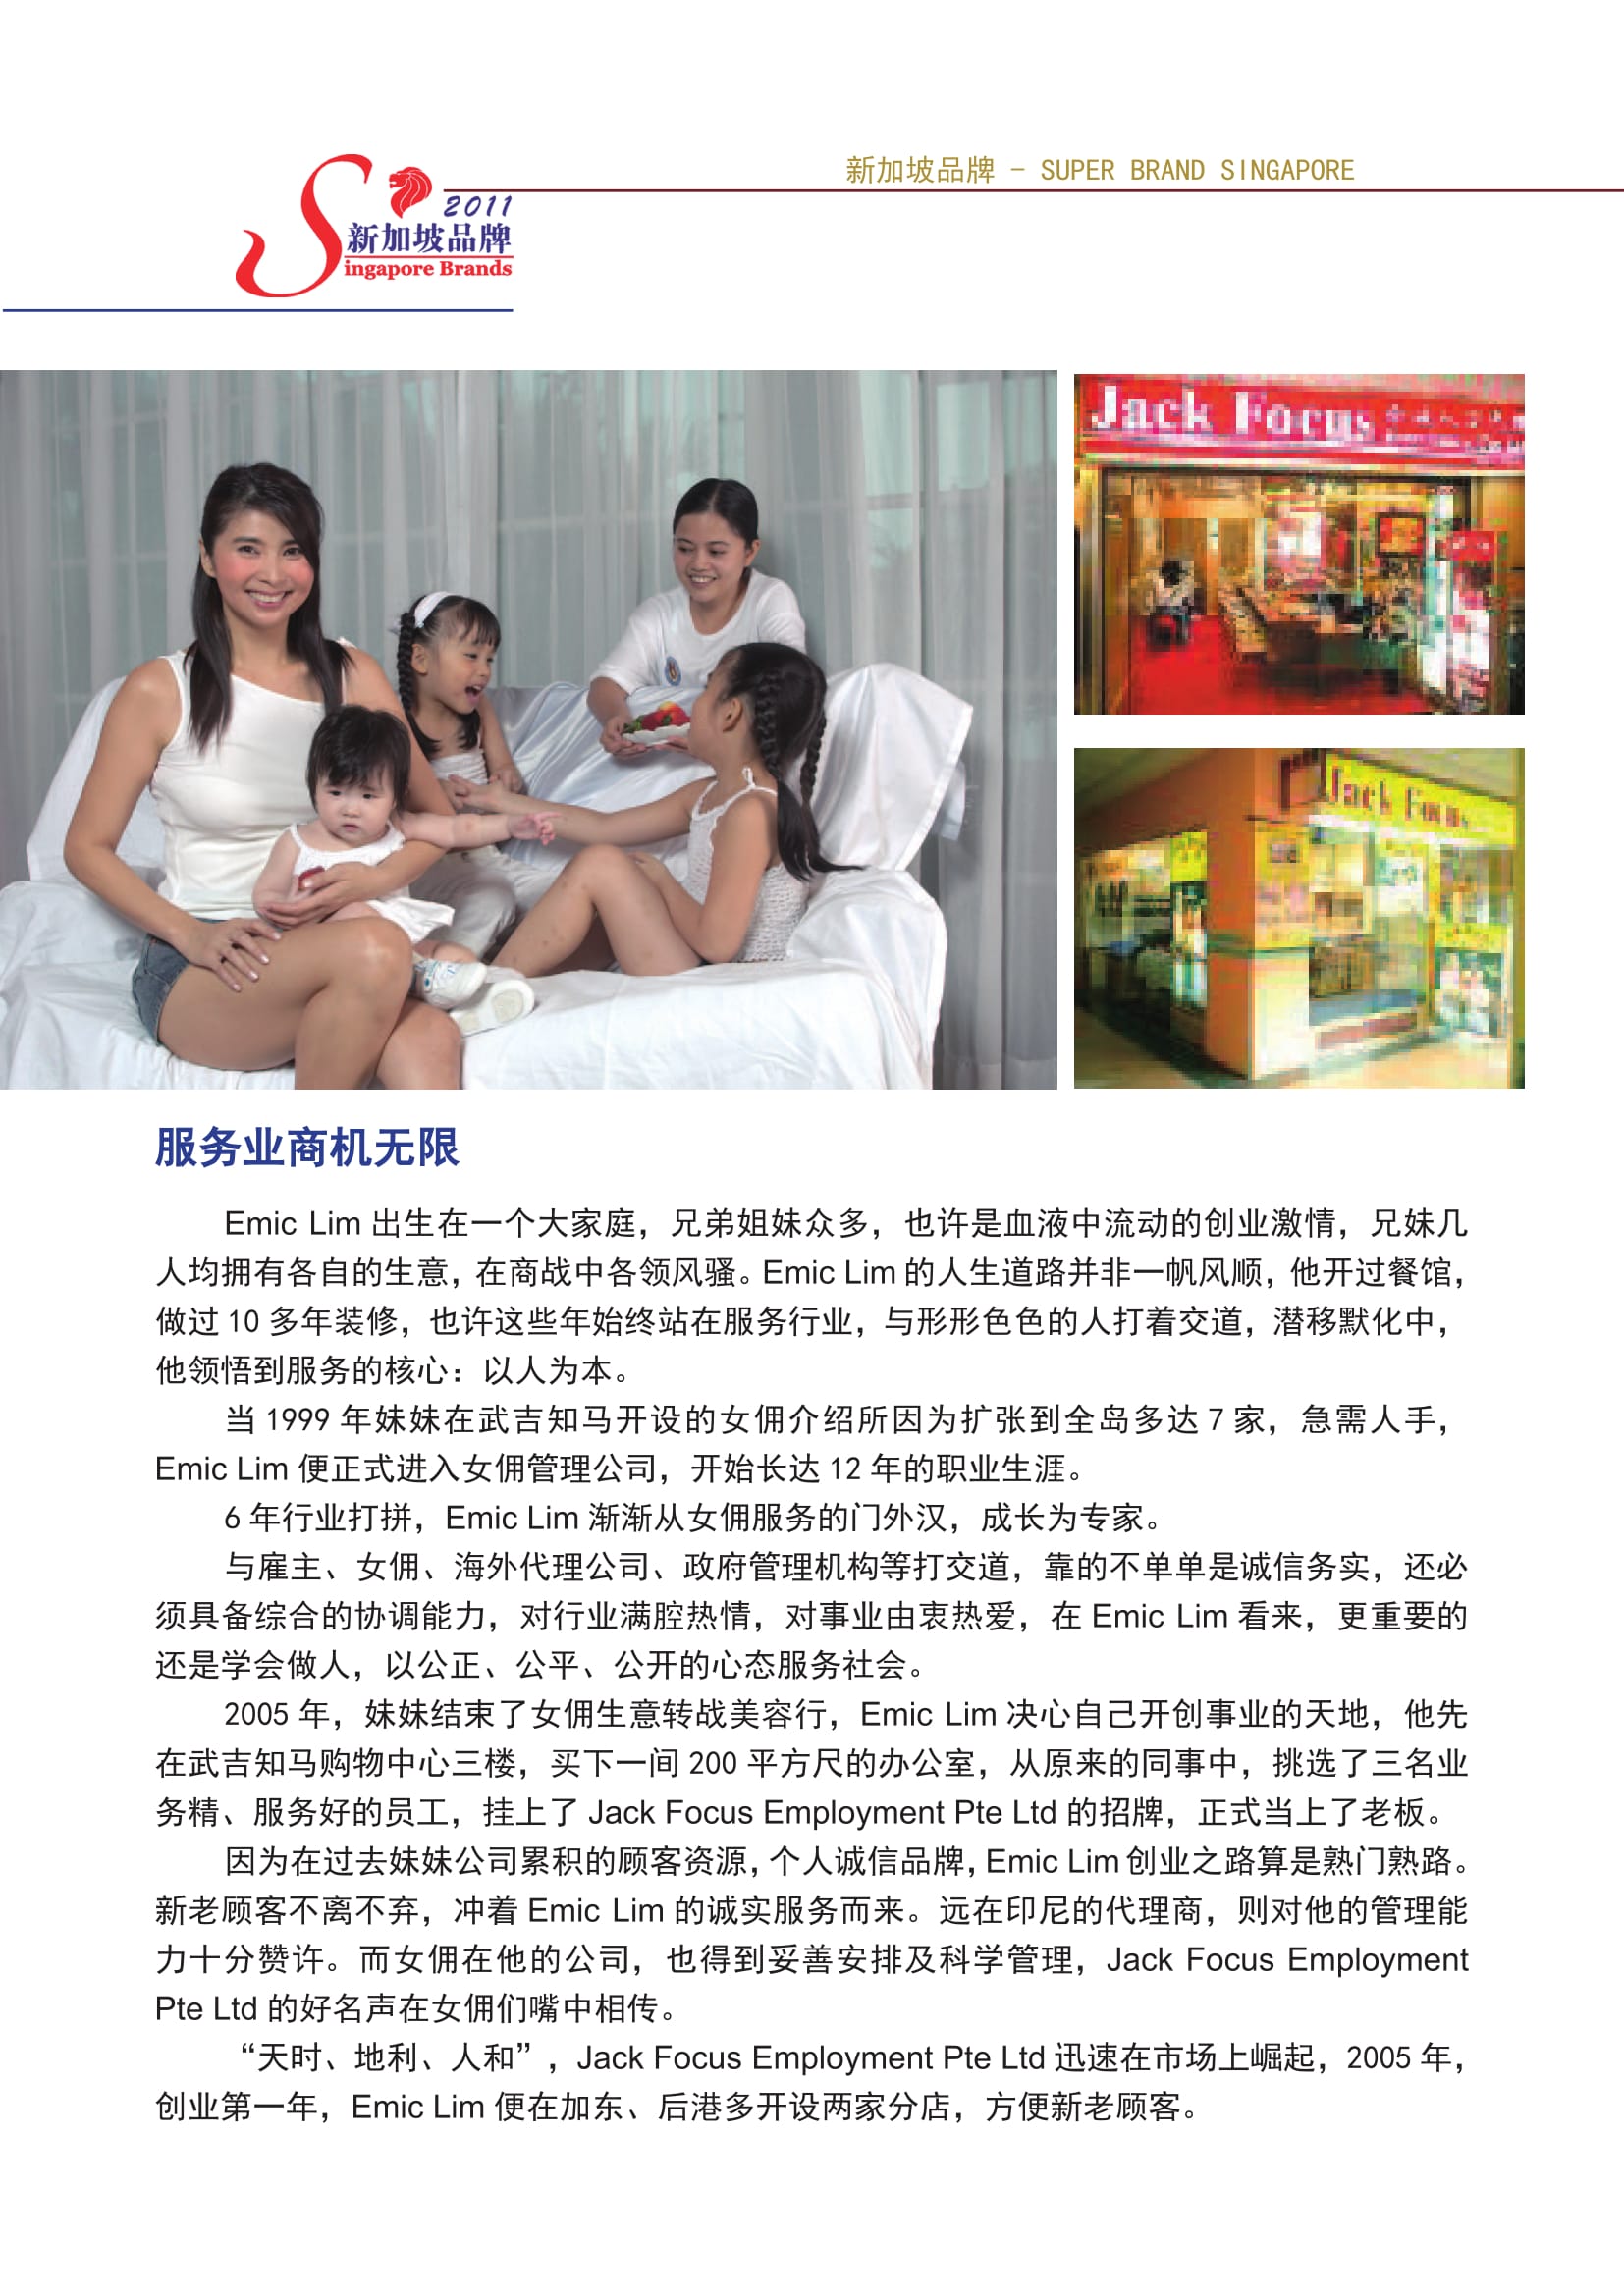 新加坡品牌 - SUPER BRAND SINGAPORE
2011
新加坡品牌
Singapore Brands
Jack Focus
Jack Focus
服务业商机无限
Emic Lim 出生在一个大家庭，兄弟姐妹众多，也许是血液中流动的创业激情，兄妹几
人均拥有各自的生意，在商战中各领风骚。Emic Lim 的人生道路并非一帆风顺，他开过餐馆，
做过 10 多年装修，也许这些年始终站在服务行业，与形形色色的人打着交道，潜移默化中，
他领悟到服务的核心：以人为本。
当 1999 年妹妹在武吉知马开设的女佣介绍所因为扩张到全岛多达 7 家，急需人手，
Emic Lim 便正式进入女佣管理公司，开始长达 12 年的职业生涯。
6 年行业打拼，Emic Lim 渐渐从女佣服务的门外汉，成长为专家。
与雇主、女佣、海外代理公司、政府管理机构等打交道，靠的不单单是诚信务实，还必
须具备综合的协调能力，对行业满腔热情，对事业由衷热爱，在 Emic Lim 看来，更重要的
还是学会做人，以公正、公平、公开的心态服务社会。
2005 年，妹妹结束了女佣生意转战美容行，Emic Lim 决心自己开创事业的天地，他先
在武吉知马购物中心三楼，买下一间 200 平方尺的办公室，从原来的同事中，挑选了三名业
务精、服务好的员工，挂上了 Jack Focus Employment Pte Ltd 的招牌，正式当上了老板。
因为在过去妹妹公司累积的顾客资源，个人诚信品牌，Emic Lim 创业之路算是熟门熟路。
新老顾客不离不弃，冲着 Emic Lim 的诚实服务而来。远在印尼的代理商，则对他的管理能
力十分赞许。而女佣在他的公司，也得到妥善安排及科学管理，Jack Focus Employment
Pte Ltd 的好名声在女佣们嘴中相传。
“天时、地利、人和”，Jack Focus Employment Pte Ltd 迅速在市场上崛起，2005 年，
创业第一年，Emic Lim 便在加东、后港多开设两家分店，方便新老顾客。